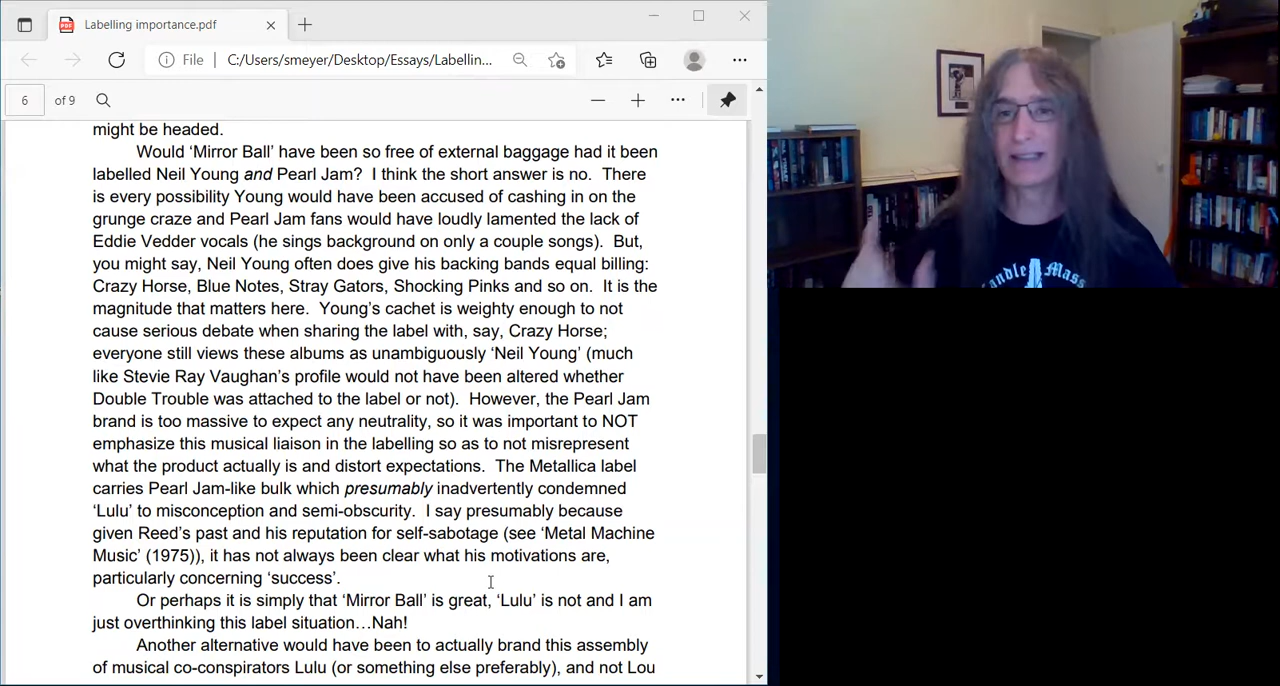 Labelling importance.pdf
File
C:/Users/smeyer/Desktop/Essays/Labellin...
6 of 9
might be headed.
Would ‘Mirror Ball’ have been so free of external baggage had it been
labelled Neil Young and Pearl Jam? I think the short answer is no. There
is every possibility Young would have been accused of cashing in on the
grunge craze and Pearl Jam fans would have loudly lamented the lack of
Eddie Vedder vocals (he sings background on only a couple songs). But,
you might say, Neil Young often does give his backing bands equal billing:
Crazy Horse, Blue Notes, Stray Gators, Shocking Pinks and so on. It is the
magnitude that matters here. Young’s cachet is weighty enough to not
cause serious debate when sharing the label with, say, Crazy Horse;
everyone still views these albums as unambiguously ‘Neil Young’ (much
like Stevie Ray Vaughan’s profile would not have been altered whether
Double Trouble was attached to the label or not). However, the Pearl Jam
brand is too massive to expect any neutrality, so it was important to NOT
emphasize this musical liaison in the labelling so as to not misrepresent
what the product actually is and distort expectations. The Metallica label
carries Pearl Jam-like bulk which presumably inadvertently condemned
‘Lulu’ to misconception and semi-obscurity. I say presumably because
given Reed’s past and his reputation for self-sabotage (see ‘Metal Machine
Music’ (1975)), it has not always been clear what his motivations are,
particularly concerning ‘success’.
Or perhaps it is simply that ‘Mirror Ball’ is great, ‘Lulu’ is not and I am
just overthinking this label situation…Nah!
Another alternative would have been to actually brand this assembly
of musical co-conspirators Lulu (or something else preferably), and not Lou
andle Mass